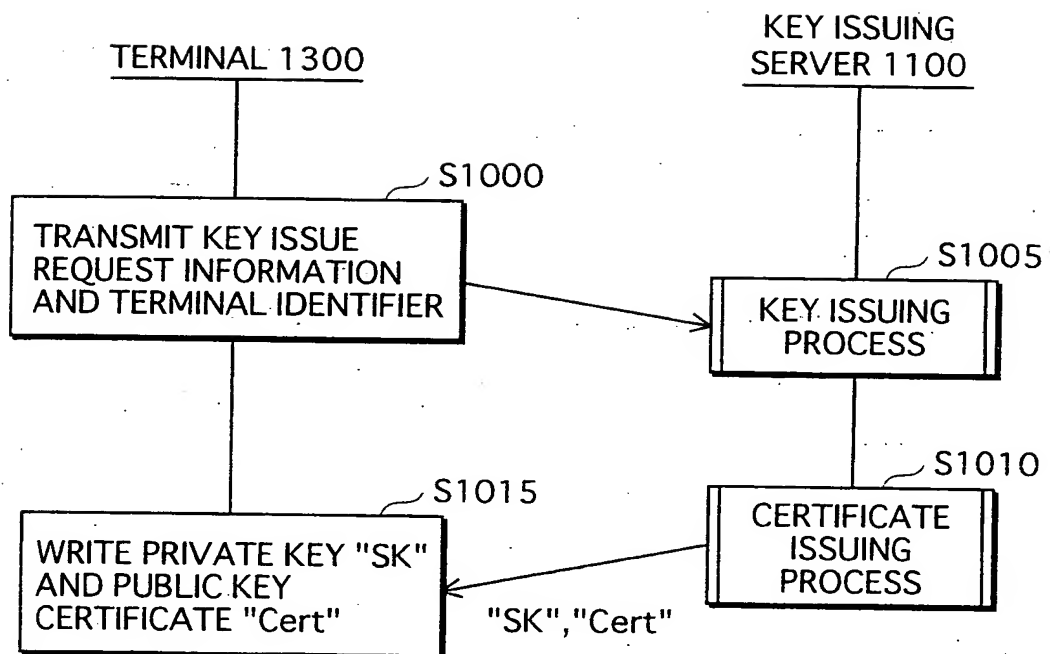 TERMINAL 1300
KEY ISSUING
SERVER 1100
S1000
TRANSMIT KEY ISSUE
REQUEST INFORMATION
AND TERMINAL IDENTIFIER
S1005
KEY ISSUING
PROCESS
S1010
CERTIFICATE
ISSUING
PROCESS
S1015
WRITE PRIVATE KEY "SK"
AND PUBLIC KEY
CERTIFICATE "Cert"
"SK","Cert"